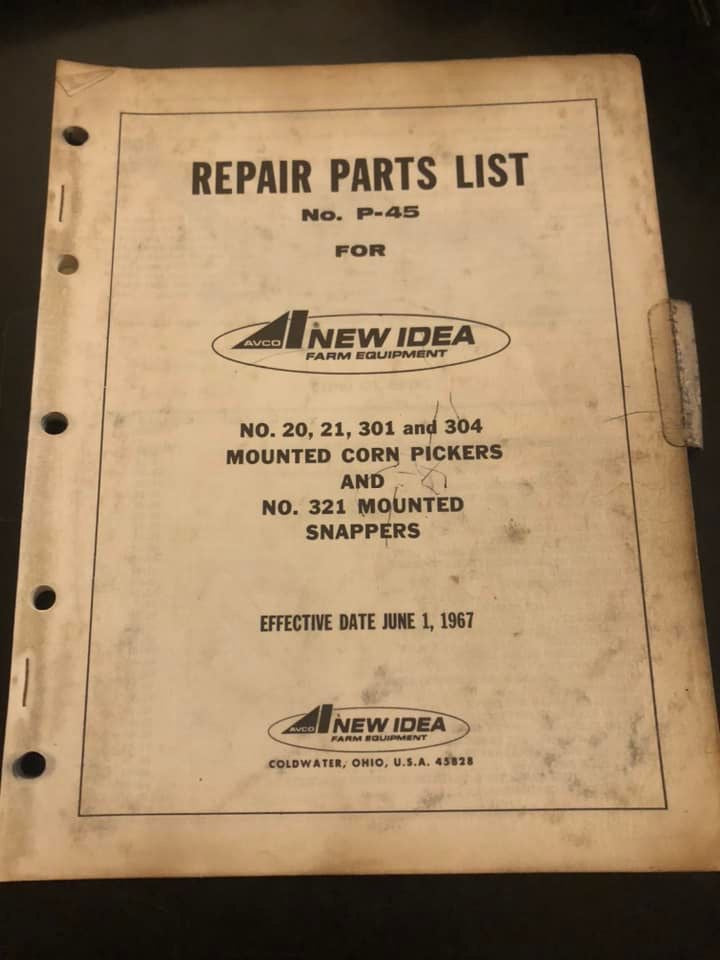 REPAIR PARTS LIST
No. P-45
FOR
AVCO NEW IDEA
FARM EQUIPMENT
NO. 20, 21, 301 and 304
MOUNTED CORN PICKERS
AND
NO. 321 MOUNTED
SNAPPERS
EFFECTIVE DATE JUNE 1, 1967
AVCO NEW IDEA
FARM EQUIPMENT
COLDWATER, OHIO, U.S.A. 45828